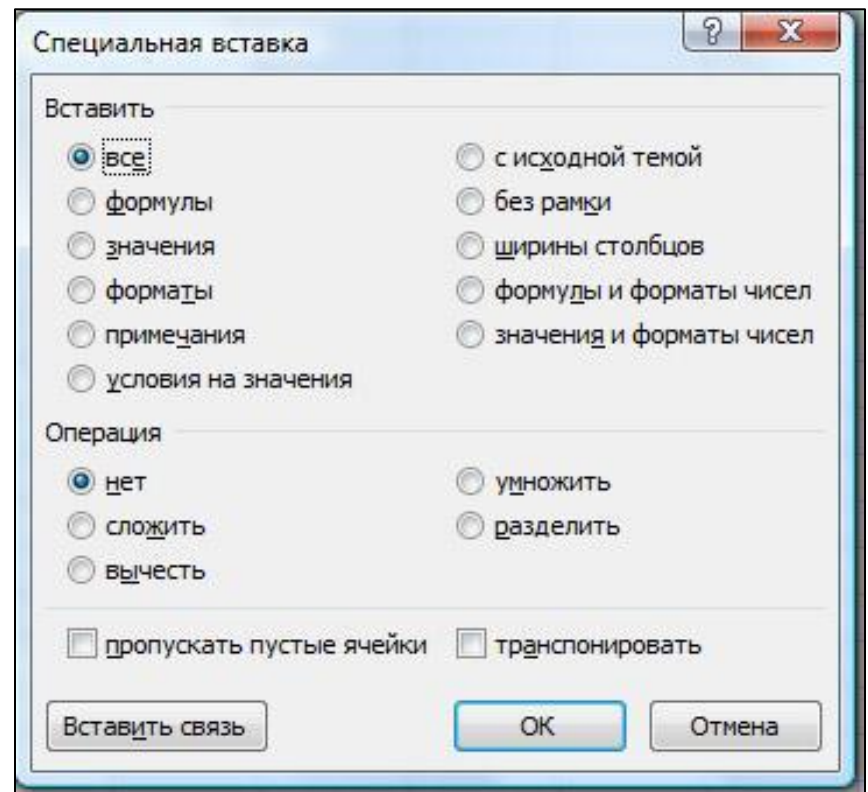 Специальная вставка
Вставить
все
с исходной темой
формулы
без рамки
значения
ширины столбцов
форматы
формулы и форматы чисел
примечания
значения и форматы чисел
условия на значения
Операция
нет
умножить
сложить
разделить
вычесть
пропускать пустые ячейки
транспонировать
Вставить связь
ОК
Отмена